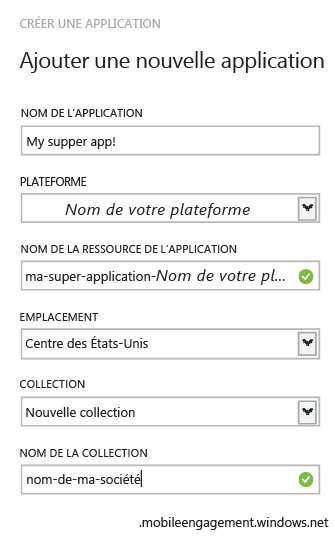 CRÉER UNE APPLICATION
Ajouter une nouvelle application
NOM DE L'APPLICATION
My supper app!
PLATEFORME
Nom de votre plateforme
NOM DE LA RESSOURCE DE L'APPLICATION
ma-super-application-Nom de votre pl...
EMPLACEMENT
Centre des États-Unis
COLLECTION
Nouvelle collection
NOM DE LA COLLECTION
nom-de-ma-société
.mobileengagement.windows.net